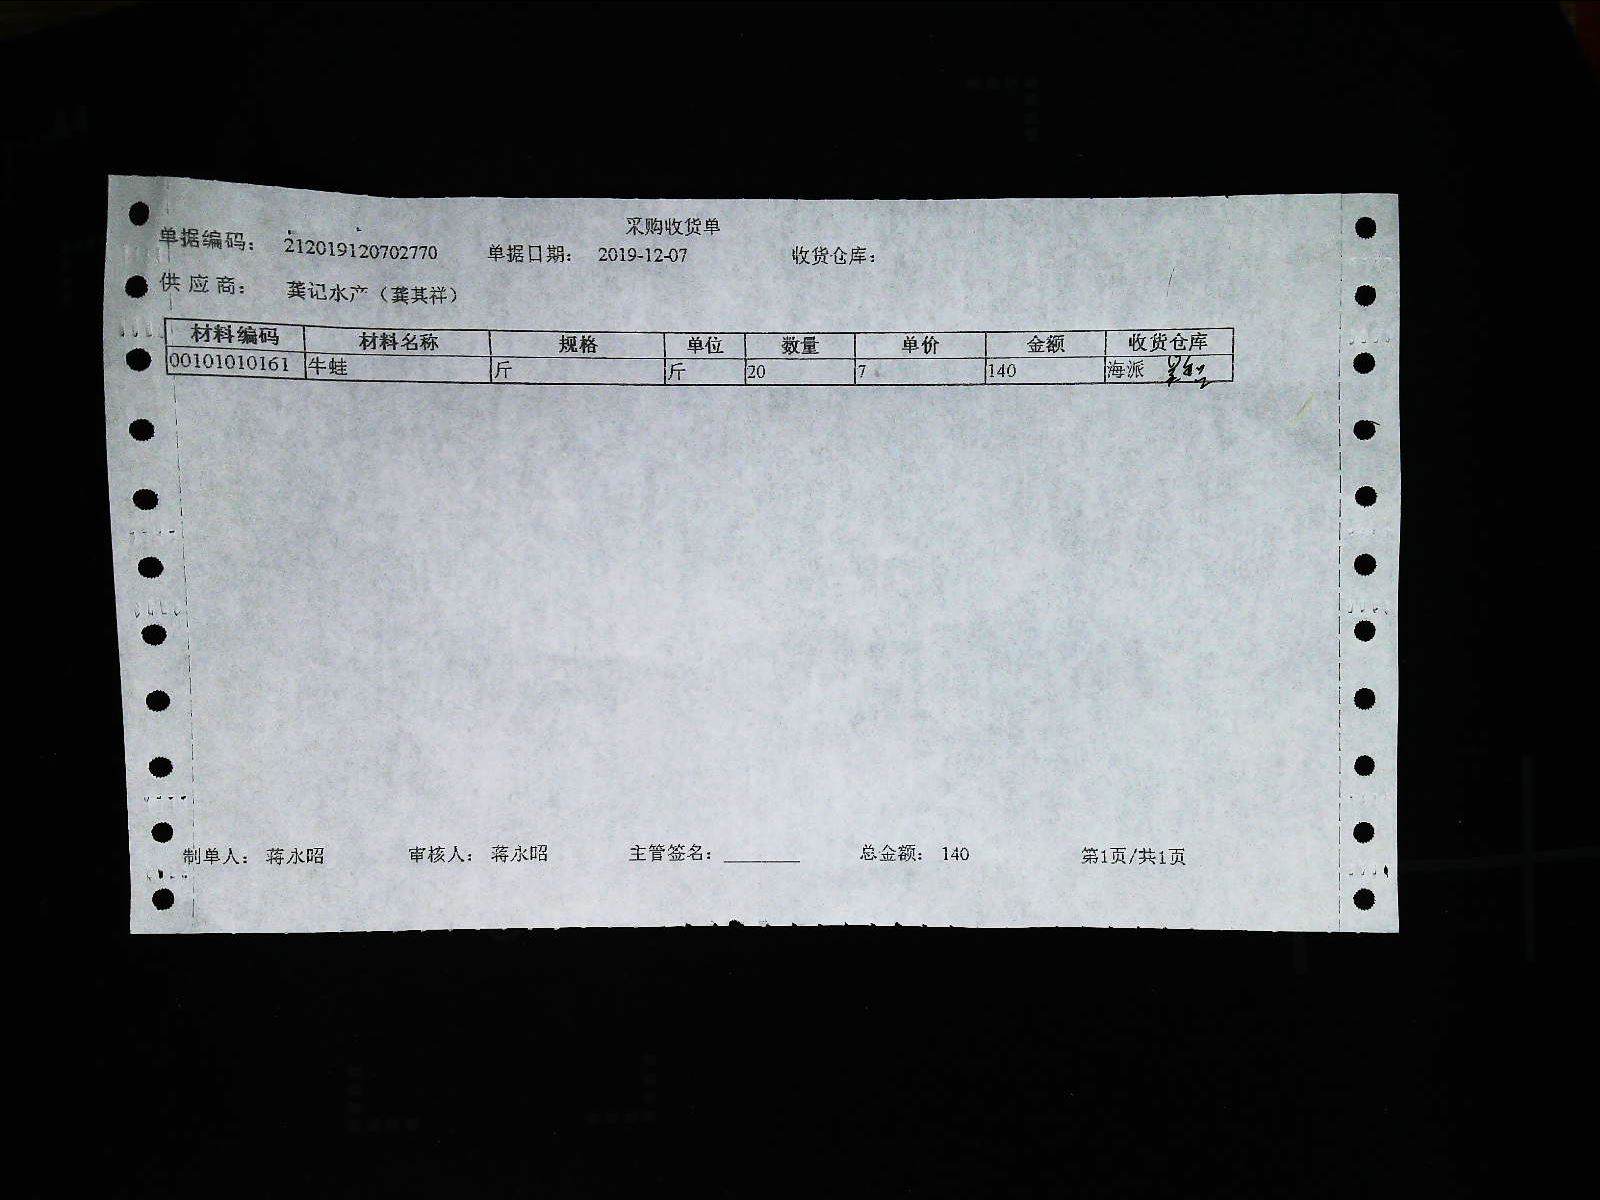 采购收货单
单据编码： 212019120702770 单据日期： 2019-12-07 收货仓库：
供应商： 龚记水产（龚其祥）
材料编码 材料名称 规格 单位 数量 单价 金额 收货仓库
00101010161 牛蛙 斤 斤 20 7 140 海派
制单人： 蒋永昭 审核人： 蒋永昭 主管签名：________ 总金额： 140 第1页/共1页